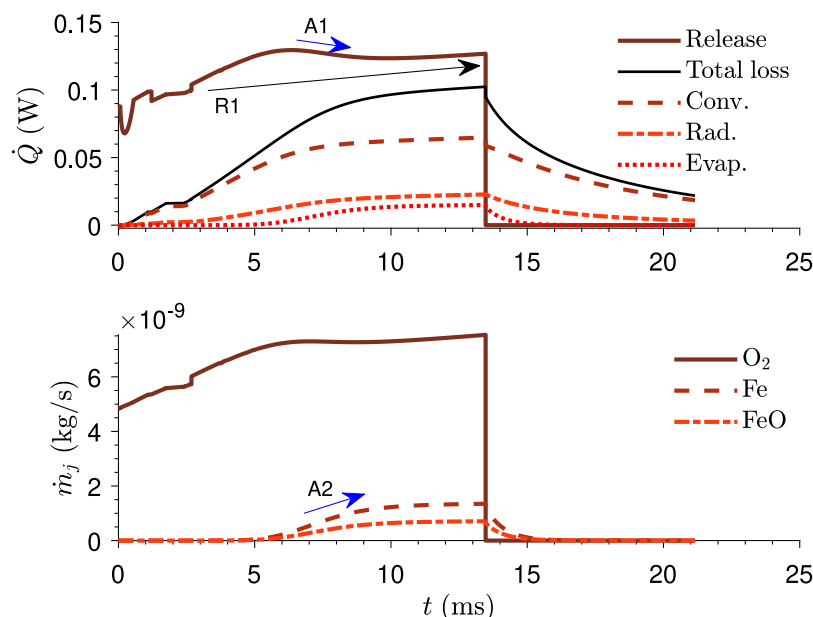 0.15
0.1
0.05
0
Q̇ (W)
A1
R1
Release
Total loss
Conv.
Rad.
Evap.
0 5 10 15 20 25
×10⁻⁹
6
4
2
0
ṁⱼ (kg/s)
A2
O₂
Fe
FeO
0 5 10 15 20 25
t (ms)